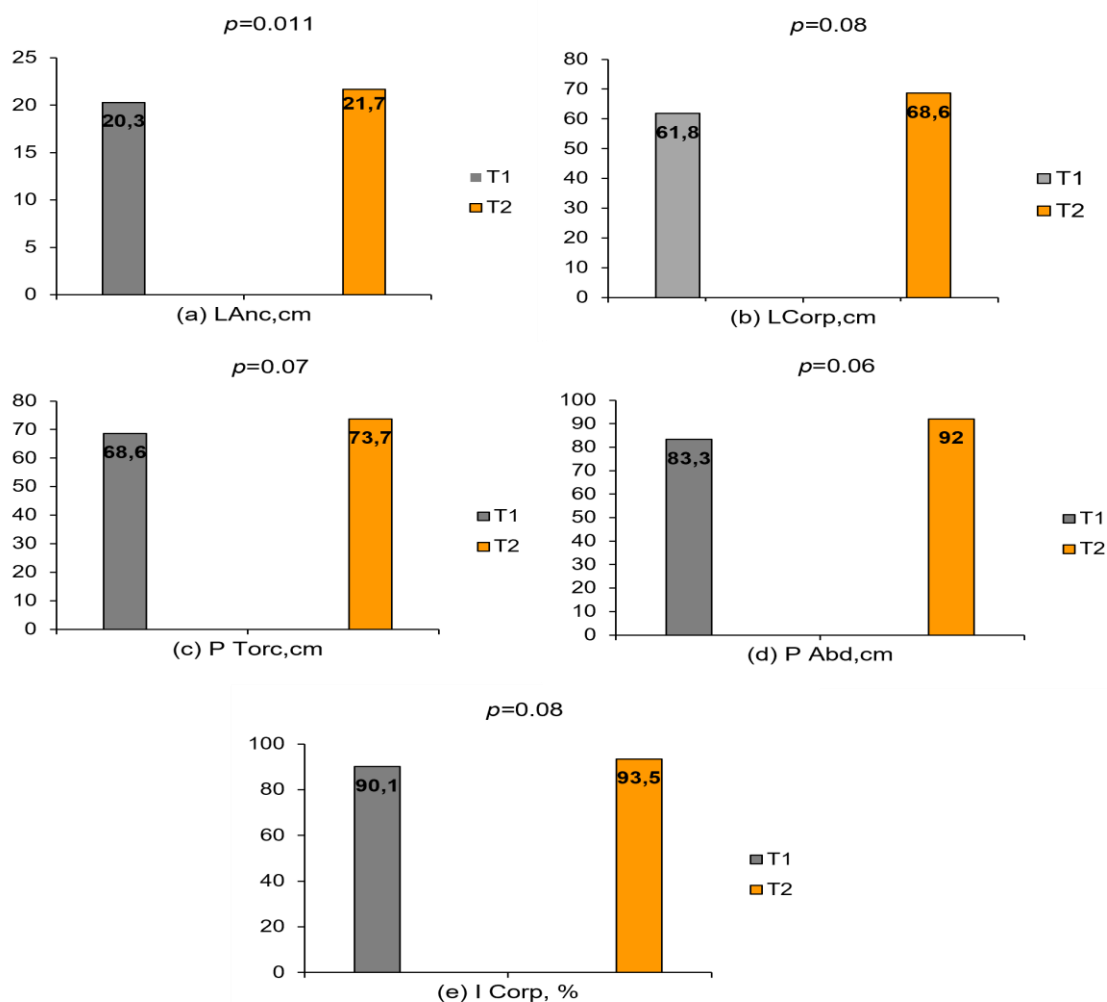 p=0.011
25
20
15
10
5
0
20,3
21,7
T1
T2
(a) LAnc,cm
p=0.08
80
70
60
50
40
30
20
10
0
61,8
68,6
T1
T2
(b) LCorp,cm
p=0.07
80
70
60
50
40
30
20
10
0
68,6
73,7
T1
T2
(c) P Torc,cm
p=0.06
100
90
80
70
60
50
40
30
20
10
0
83,3
92
T1
T2
(d) P Abd,cm
p=0.08
100
80
60
40
20
0
90,1
93,5
T1
T2
(e) I Corp, %